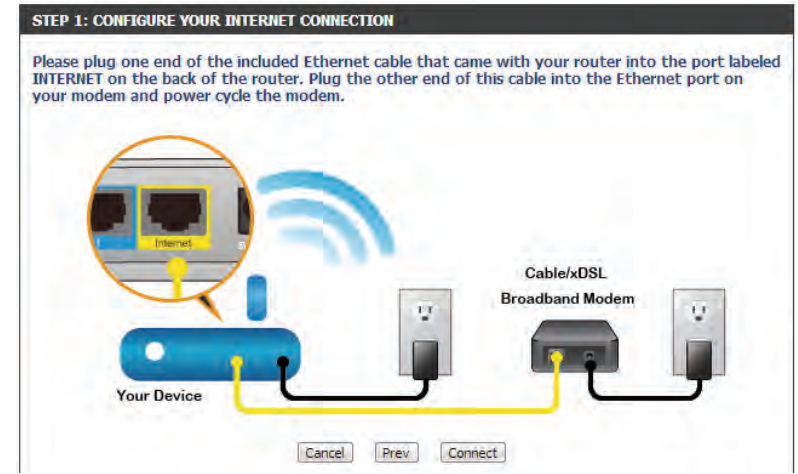 STEP 1: CONFIGURE YOUR INTERNET CONNECTION
Please plug one end of the included Ethernet cable that came with your router into the port labeled
INTERNET on the back of the router. Plug the other end of this cable into the Ethernet port on
your modem and power cycle the modem.
Internet
Cable/xDSL
Broadband Modem
Your Device
Cancel
Prev
Connect